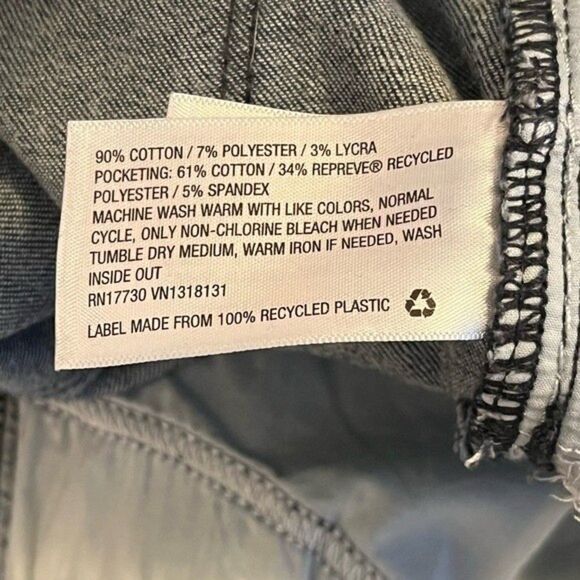 90% COTTON / 7% POLYESTER / 3% LYCRA
POCKETING: 61% COTTON / 34% REPREVE® RECYCLED
POLYESTER / 5% SPANDEX
MACHINE WASH WARM WITH LIKE COLORS, NORMAL
CYCLE, ONLY NON-CHLORINE BLEACH WHEN NEEDED
TUMBLE DRY MEDIUM, WARM IRON IF NEEDED, WASH
INSIDE OUT
RN17730 VN1318131
LABEL MADE FROM 100% RECYCLED PLASTIC